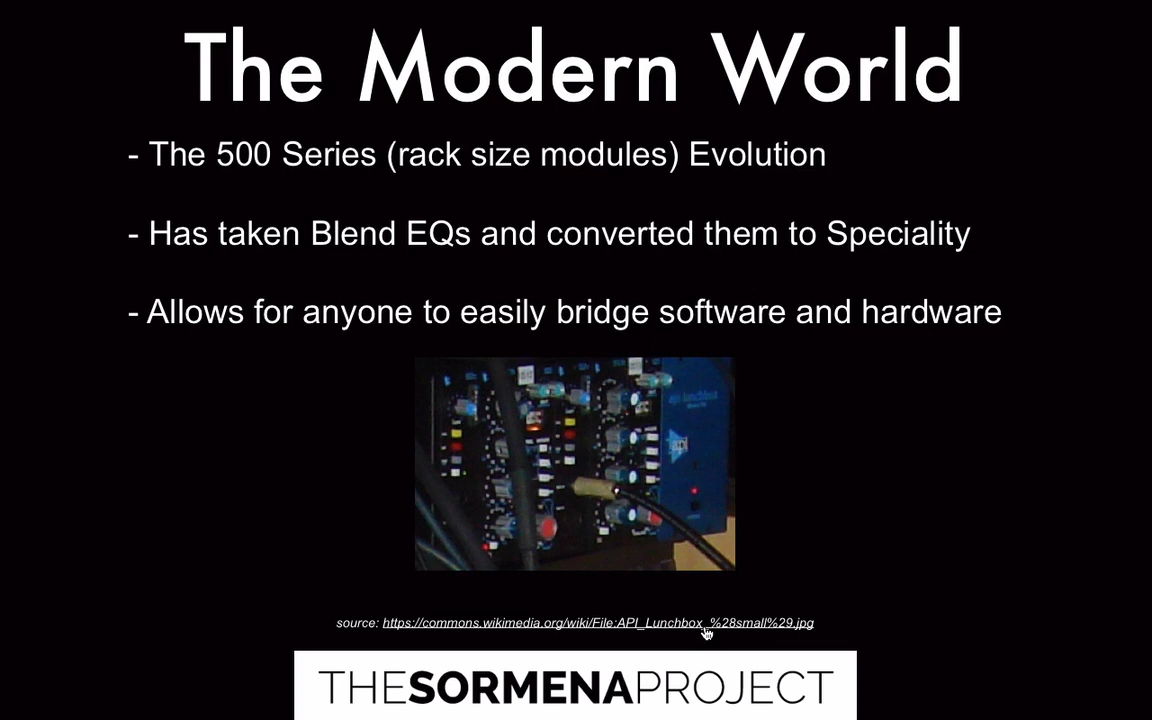 The Modern World
- The 500 Series (rack size modules) Evolution
- Has taken Blend EQs and converted them to Speciality
- Allows for anyone to easily bridge software and hardware
api
source: https://commons.wikimedia.org/wiki/File:API_Lunchbox_%28small%29.jpg
THESORMENAPROJECT